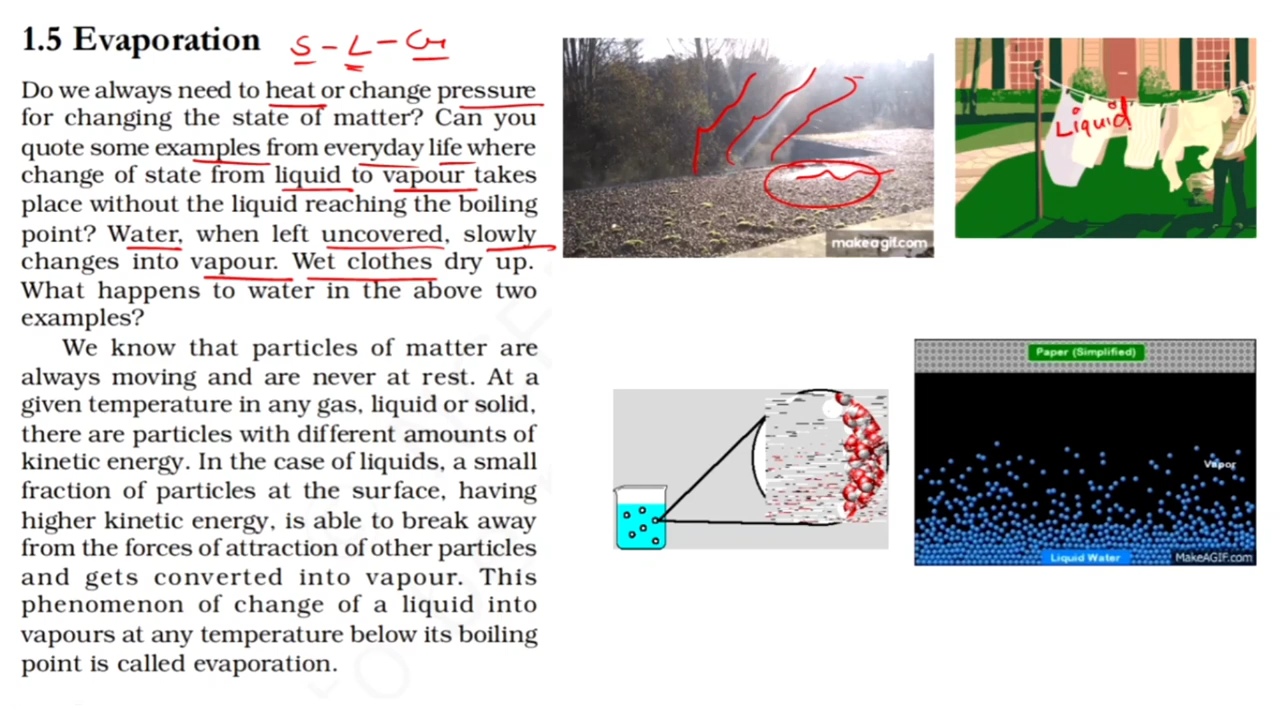 1.5 Evaporation S - L - G
Do we always need to heat or change pressure
for changing the state of matter? Can you
quote some examples from everyday life where
change of state from liquid to vapour takes
place without the liquid reaching the boiling
point? Water, when left uncovered, slowly
changes into vapour. Wet clothes dry up.
What happens to water in the above two
examples?
We know that particles of matter are
always moving and are never at rest. At a
given temperature in any gas, liquid or solid,
there are particles with different amounts of
kinetic energy. In the case of liquids, a small
fraction of particles at the surface, having
higher kinetic energy, is able to break away
from the forces of attraction of other particles
and gets converted into vapour. This
phenomenon of change of a liquid into
vapours at any temperature below its boiling
point is called evaporation.
makeagif.com
Liquid
Paper (Simplified)
Vapor
Liquid Water
MakeAGIF.com